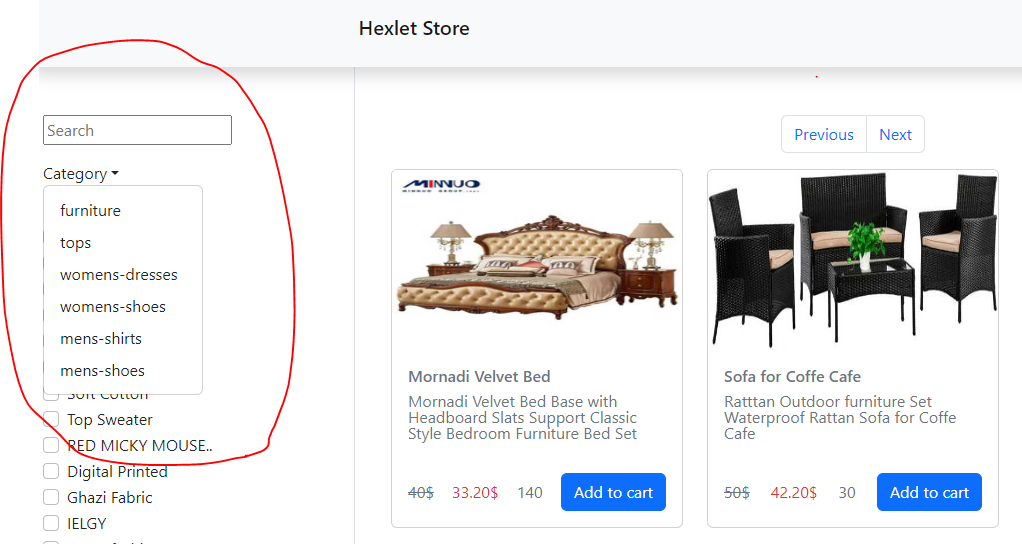 Hexlet Store
Search
Category
furniture
tops
womens-dresses
womens-shoes
mens-shirts
mens-shoes
Soft Cotton
Top Sweater
RED MICKY MOUSE..
Digital Printed
Ghazi Fabric
IELGY
Previous
Next
MINNUO
Mornadi Velvet Bed
Mornadi Velvet Bed Base with
Headboard Slats Support Classic
Style Bedroom Furniture Bed Set
40$ 33.20$ 140 Add to cart
Sofa for Coffe Cafe
Ratttan Outdoor furniture Set
Waterproof Rattan Sofa for Coffe
Cafe
50$ 42.20$ 30 Add to cart